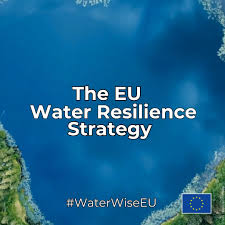 The EU
Water Resilience
Strategy
#WaterWiseEU